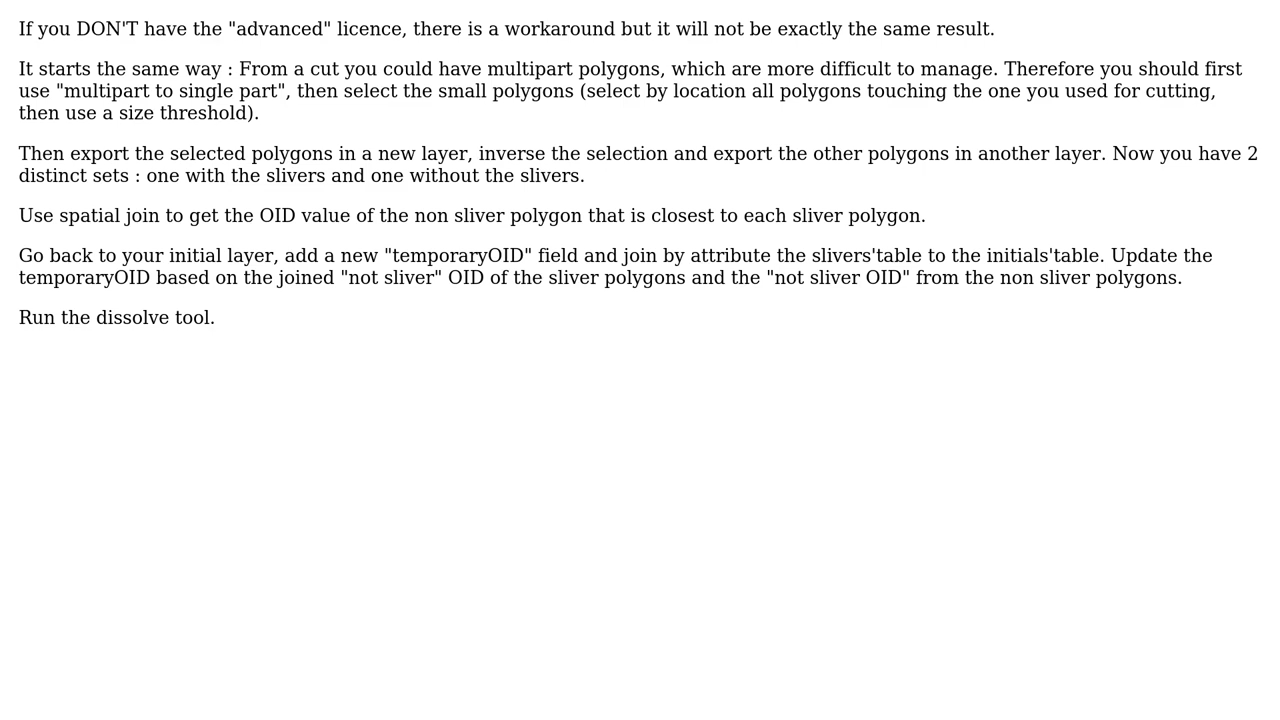 If you DON'T have the "advanced" licence, there is a workaround but it will not be exactly the same result.
It starts the same way : From a cut you could have multipart polygons, which are more difficult to manage. Therefore you should first
use "multipart to single part", then select the small polygons (select by location all polygons touching the one you used for cutting,
then use a size threshold).
Then export the selected polygons in a new layer, inverse the selection and export the other polygons in another layer. Now you have 2
distinct sets : one with the slivers and one without the slivers.
Use spatial join to get the OID value of the non sliver polygon that is closest to each sliver polygon.
Go back to your initial layer, add a new "temporaryOID" field and join by attribute the slivers'table to the initials'table. Update the
temporaryOID based on the joined "not sliver" OID of the sliver polygons and the "not sliver OID" from the non sliver polygons.
Run the dissolve tool.